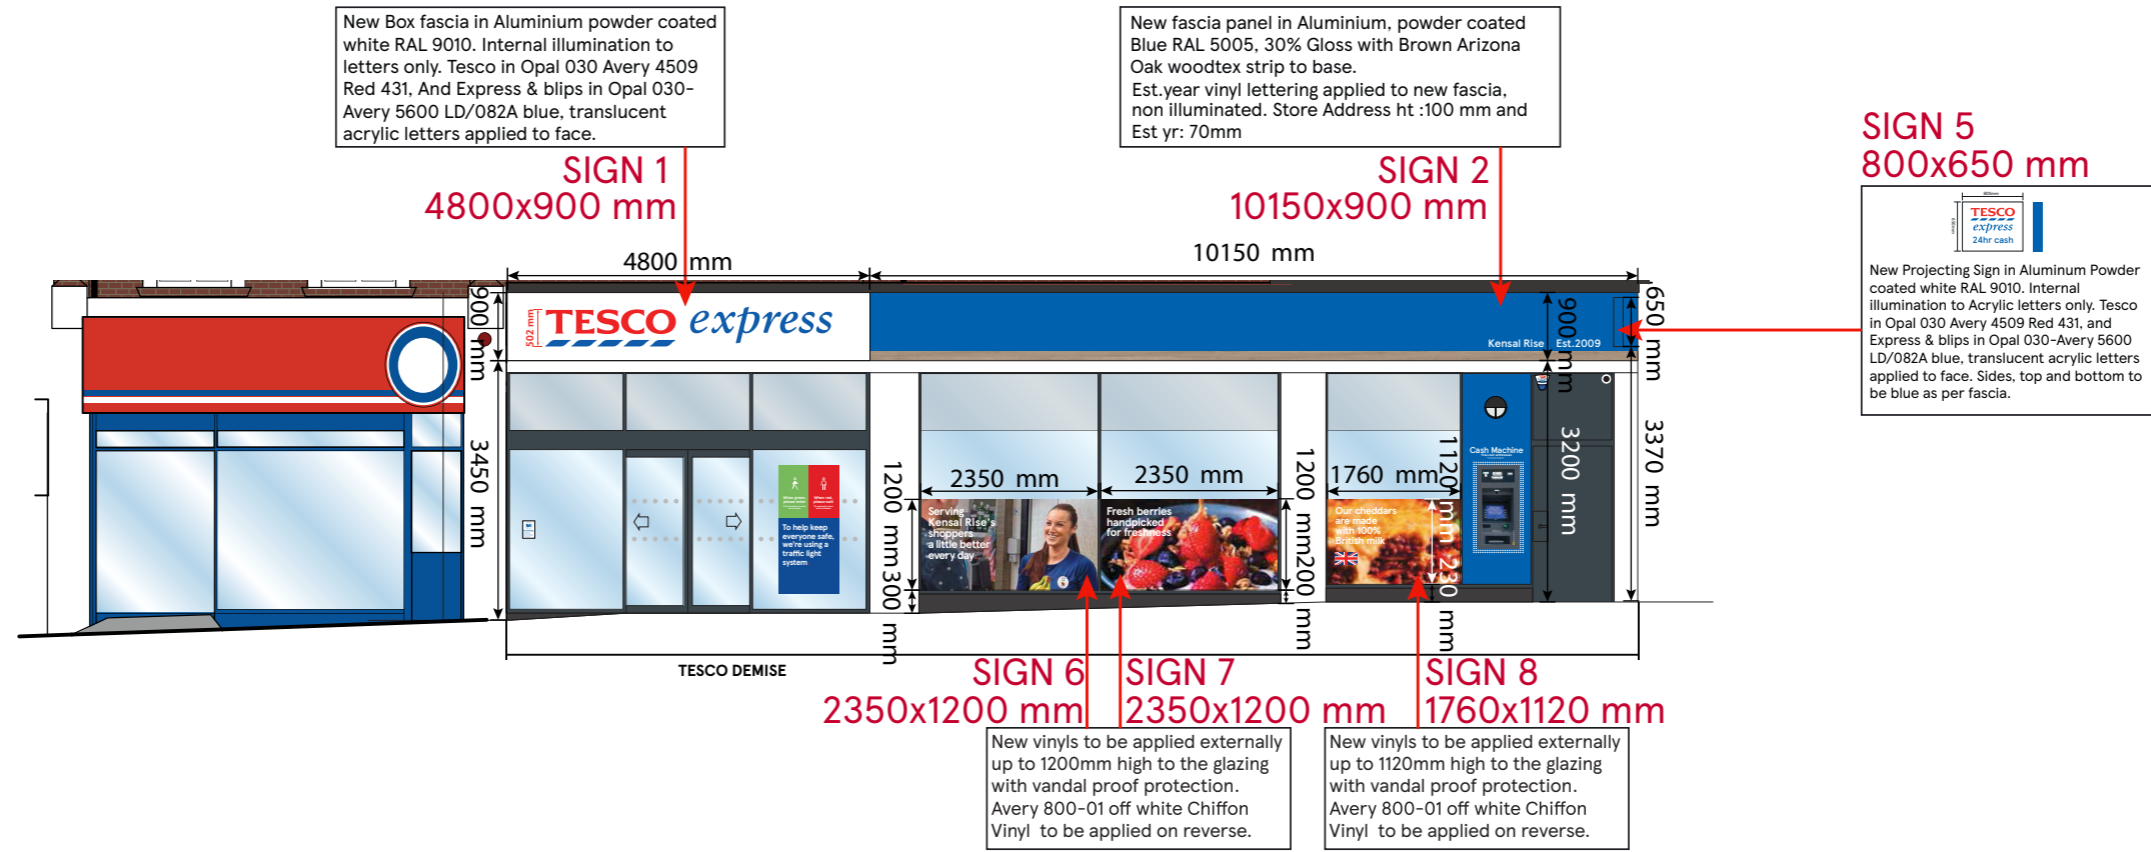 New Box fascia in Aluminium powder coated
white RAL 9010. Internal illumination to
letters only. Tesco in Opal 030 Avery 4509
Red 431, And Express & blips in Opal 030-
Avery 5600 LD/082A blue, translucent
acrylic letters applied to face.
New fascia panel in Aluminium, powder coated
Blue RAL 5005, 30% Gloss with Brown Arizona
Oak woodtex strip to base.
Est.year vinyl lettering applied to new fascia,
non illuminated. Store Address ht :100 mm and
Est yr: 70mm
SIGN 1
4800x900 mm
SIGN 2
10150x900 mm
SIGN 5
800x650 mm
TESCO
express
24hr cash
New Projecting Sign in Aluminum Powder
coated white RAL 9010. Internal
illumination to Acrylic letters only. Tesco
in Opal 030 Avery 4509 Red 431, and
Express & blips in Opal 030-Avery 5600
LD/082A blue, translucent acrylic letters
applied to face. Sides, top and bottom to
be blue as per fascia.
4800 mm
10150 mm
900 mm
502 mm
TESCO express
Kensal Rise Est.2009
900 mm
650 mm
3450 mm
When green,
please enter
When red,
please wait
To help keep
everyone safe,
we're using a
traffic light
system
1200 mm
300 mm
2350 mm
2350 mm
Serving
Kensal Rise's
shoppers
a little better
every day
Fresh berries
handpicked
for freshness
1200 mm
200 mm
1760 mm
1120 mm
230 mm
Our cheddars
are made
with 100%
British milk
Cash Machine
3200 mm
3370 mm
TESCO DEMISE
SIGN 6
2350x1200 mm
SIGN 7
2350x1200 mm
SIGN 8
1760x1120 mm
New vinyls to be applied externally
up to 1200mm high to the glazing
with vandal proof protection.
Avery 800-01 off white Chiffon
Vinyl to be applied on reverse.
New vinyls to be applied externally
up to 1120mm high to the glazing
with vandal proof protection.
Avery 800-01 off white Chiffon
Vinyl to be applied on reverse.